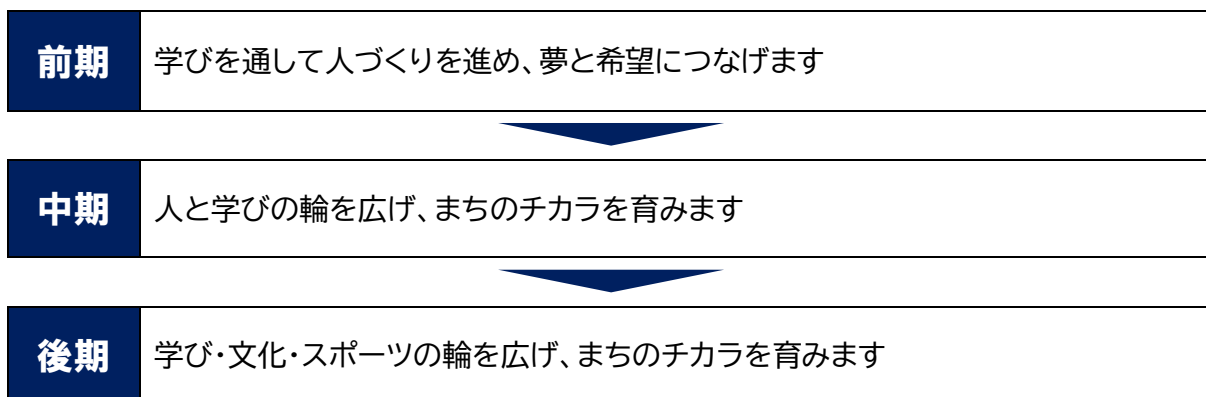 前期 学びを通して人づくりを進め、夢と希望につなげます
中期 人と学びの輪を広げ、まちのチカラを育みます
後期 学び・文化・スポーツの輪を広げ、まちのチカラを育みます